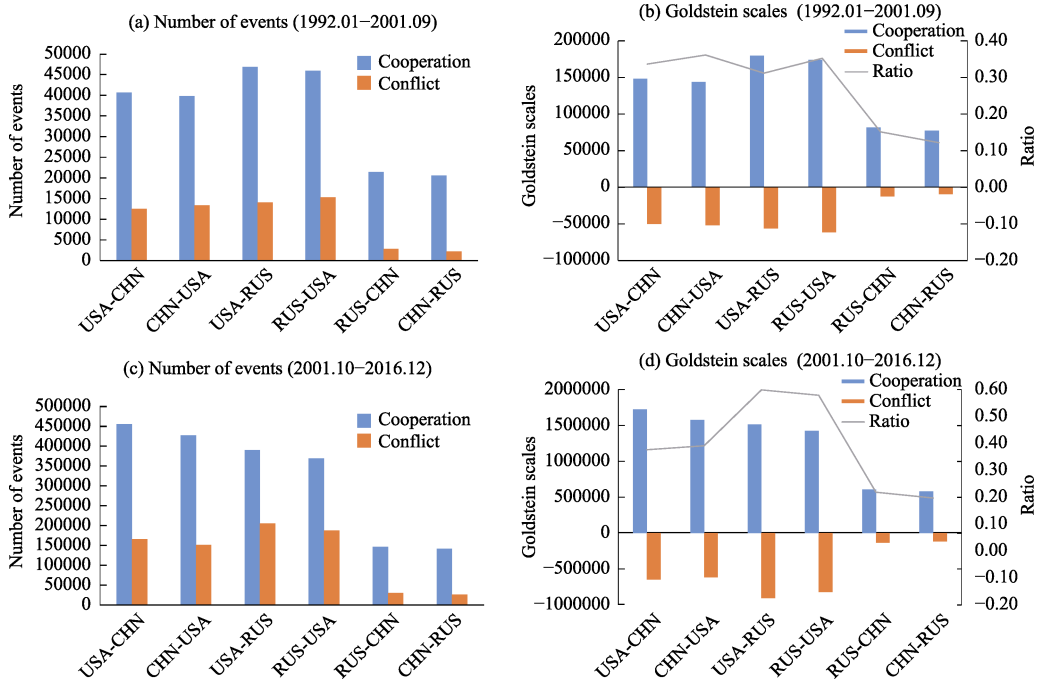 (a) Number of events (1992.01−2001.09)
Number of events
50000
45000
40000
35000
30000
25000
20000
15000
10000
5000
0
Cooperation
Conflict
USA-CHN
CHN-USA
USA-RUS
RUS-USA
RUS-CHN
CHN-RUS
(b) Goldstein scales (1992.01−2001.09)
Goldstein scales
200000
150000
100000
50000
0
−50000
−100000
Cooperation
Conflict
Ratio
0.40
0.30
0.20
0.10
0.00
−0.10
−0.20
Ratio
USA-CHN
CHN-USA
USA-RUS
RUS-USA
RUS-CHN
CHN-RUS
(c) Number of events (2001.10−2016.12)
Number of events
500000
450000
400000
350000
300000
250000
200000
150000
100000
50000
0
Cooperation
Conflict
USA-CHN
CHN-USA
USA-RUS
RUS-USA
RUS-CHN
CHN-RUS
(d) Goldstein scales (2001.10−2016.12)
Goldstein scales
2000000
1500000
1000000
500000
0
−500000
−1000000
Cooperation
Conflict
Ratio
0.60
0.50
0.40
0.30
0.20
0.10
0.00
−0.10
−0.20
Ratio
USA-CHN
CHN-USA
USA-RUS
RUS-USA
RUS-CHN
CHN-RUS